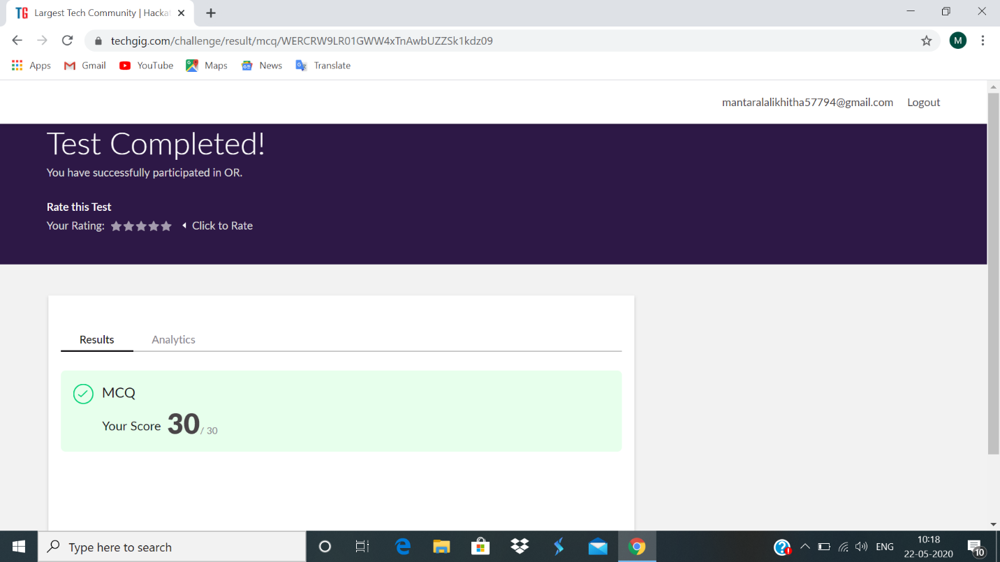 TG Largest Tech Community | Hacka
techgig.com/challenge/result/mcq/WERCRW9LR01GWW4xTnAwbUZZSk1kdz09
M
Apps Gmail YouTube Maps News Translate
mantaralalikhitha57794@gmail.com Logout
Test Completed!
You have successfully participated in OR.
Rate this Test
Your Rating: Click to Rate
Results Analytics
MCQ
Your Score 30 / 30
Type here to search
ENG
10:18
22-05-2020
10